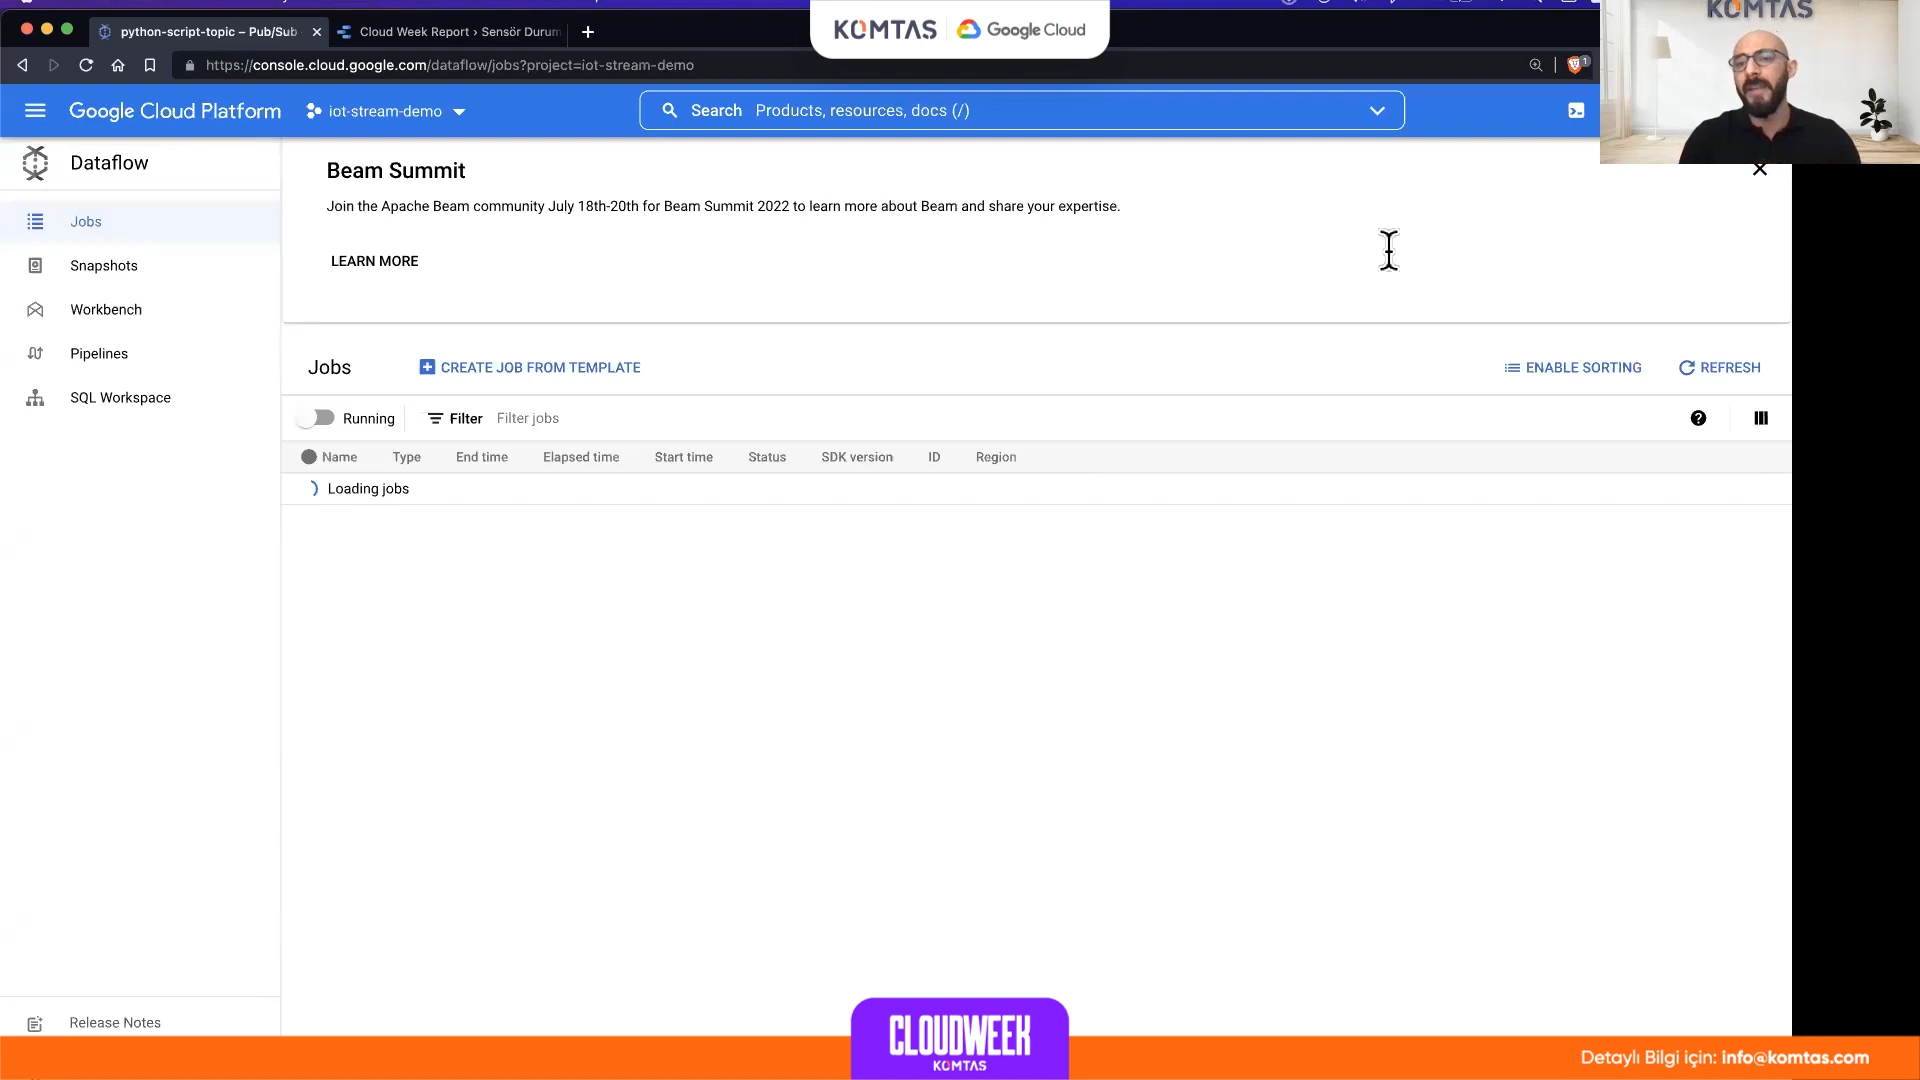 python-script-topic – Pub/Sub
Cloud Week Report › Sensör Durum
KOMTAS
Google Cloud
KOMTAS
https://console.cloud.google.com/dataflow/jobs?project=iot-stream-demo
1
Google Cloud Platform
iot-stream-demo
Search Products, resources, docs (/)
Dataflow
Jobs
Snapshots
Workbench
Pipelines
SQL Workspace
Release Notes
Beam Summit
Join the Apache Beam community July 18th-20th for Beam Summit 2022 to learn more about Beam and share your expertise.
LEARN MORE
Jobs
CREATE JOB FROM TEMPLATE
ENABLE SORTING
REFRESH
Running
Filter Filter jobs
Name Type End time Elapsed time Start time Status SDK version ID Region
Loading jobs
CLOUDWEEK
KOMTAS
Detaylı Bilgi için: info@komtas.com